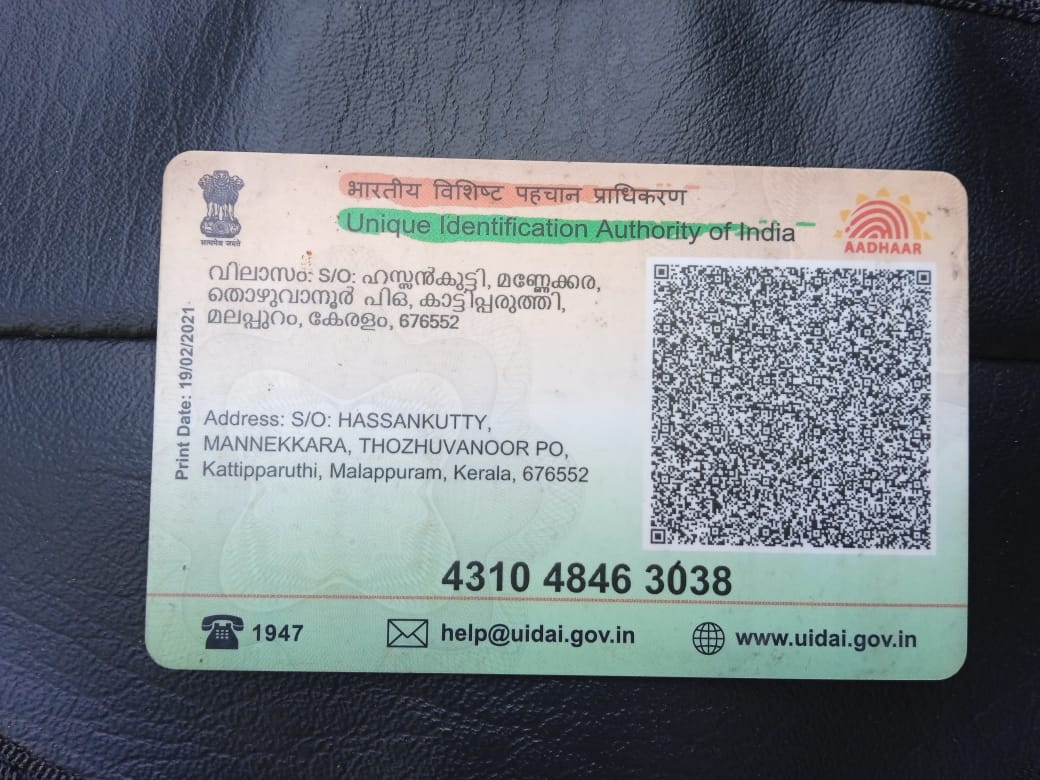 भारतीय विशिष्ट पहचान प्राधिकरण
Unique Identification Authority of India
सत्यमेव जयते
AADHAAR
വിലാസം: S/O: ഹസ്സൻകുട്ടി, മണ്ണേക്കര,
തൊഴുവാനൂർ പിഒ, കാട്ടിപ്പരുത്തി,
മലപ്പുറം, കേരളം, 676552
Print Date: 19/02/2021
Address: S/O: HASSANKUTTY,
MANNEKKARA, THOZHUVANOOR PO,
Kattipparuthi, Malappuram, Kerala, 676552
4310 4846 3038
1947
help@uidai.gov.in
www.uidai.gov.in